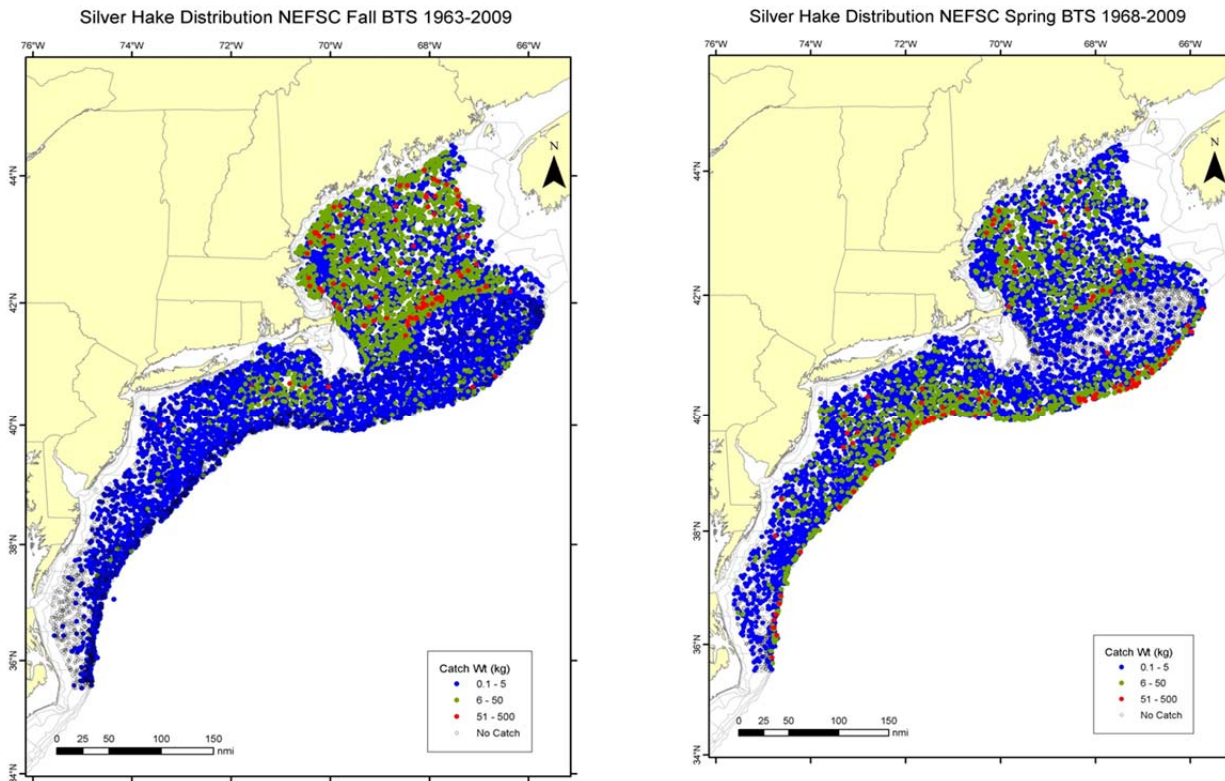 Silver Hake Distribution NEFSC Fall BTS 1963-2009
76°W 74°W 72°W 70°W 68°W 66°W
N
44°N
42°N
40°N
38°N
36°N
34°N
Catch Wt (kg)
0.1 - 5
6 - 50
51 - 500
No Catch
0 25 50 100 150
nmi
Silver Hake Distribution NEFSC Spring BTS 1968-2009
76°W 74°W 72°W 70°W 68°W 66°W
N
44°N
42°N
40°N
38°N
36°N
34°N
Catch Wt (kg)
0.1 - 5
6 - 50
51 - 500
No Catch
0 25 50 100 150
nmi